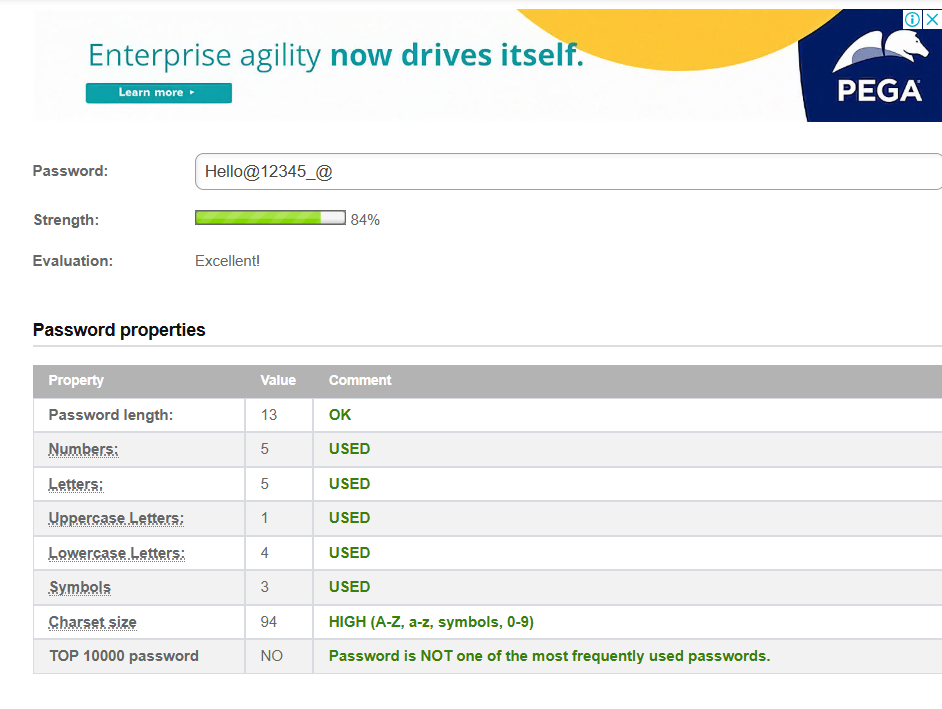 Enterprise agility now drives itself.
Learn more
PEGA
Password: Hello@12345_@
Strength: 84%
Evaluation: Excellent!
Password properties
Property Value Comment
Password length: 13 OK
Numbers: 5 USED
Letters: 5 USED
Uppercase Letters: 1 USED
Lowercase Letters: 4 USED
Symbols 3 USED
Charset size 94 HIGH (A-Z, a-z, symbols, 0-9)
TOP 10000 password NO Password is NOT one of the most frequently used passwords.